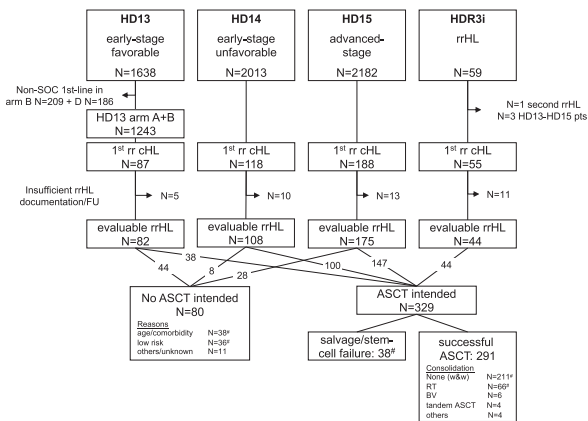 HD13
early-stage
favorable
N=1638
HD14
early-stage
unfavorable
N=2013
HD15
advanced-
stage
N=2182
HDR3i
rrHL
N=59
Non-SOC 1st-line in
arm B N=209 + D N=186
HD13 arm A+B
N=1243
N=1 second rrHL
N=3 HD13-HD15 pts
1st rr cHL
N=87
1st rr cHL
N=118
1st rr cHL
N=188
1st rr cHL
N=55
Insufficient rrHL
documentation/FU
N=5
N=10
N=13
N=11
evaluable rrHL
N=82
evaluable rrHL
N=108
evaluable rrHL
N=175
evaluable rrHL
N=44
44
38
8
100
28
147
44
No ASCT intended
N=80
Reasons
age/comorbidity N=38#
low risk N=36#
others/unknown N=11
ASCT intended
N=329
salvage/stem-
cell failure: 38#
successful
ASCT: 291
Consolidation
None (w&w) N=211#
RT N=66#
BV N=6
tandem ASCT N=4
others N=4